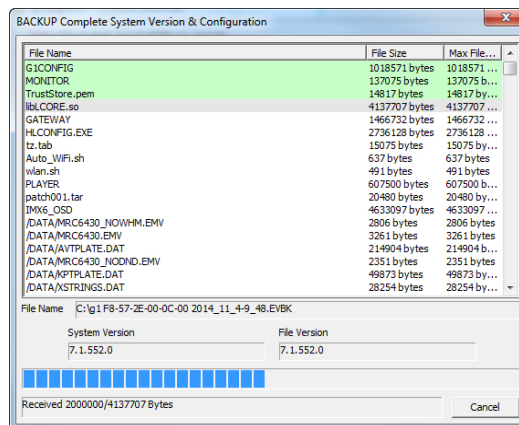 BACKUP Complete System Version & Configuration
File Name File Size Max File...
G1CONFIG 1018571 bytes 1018571 ...
MONITOR 137075 bytes 137075 b...
TrustStore.pem 14817 bytes 14817 by...
libLCORE.so 4137707 bytes 4137707 ...
GATEWAY 1466732 bytes 1466732 ...
HLCONFIG.EXE 2736128 bytes 2736128 ...
tz.tab 15075 bytes 15075 by...
Auto_WiFi.sh 637 bytes 637 bytes
wlan.sh 491 bytes 491 bytes
PLAYER 607500 bytes 607500 b...
patch001.tar 20480 bytes 20480 by...
IMX6_OSD 4633097 bytes 4633097 ...
/DATA/MRC6430_NOWHM.EMV 2806 bytes 2806 bytes
/DATA/MRC6430.EMV 3261 bytes 3261 bytes
/DATA/AVTPLATE.DAT 214904 bytes 214904 b...
/DATA/MRC6430_NODND.EMV 2351 bytes 2351 bytes
/DATA/KPTPLATE.DAT 49873 bytes 49873 by...
/DATA/XSTRINGS.DAT 28254 bytes 28254 by...
File Name C:\g1 F8-57-2E-00-0C-00 2014_11_4-9_48.EVBK
System Version File Version
7.1.552.0 7.1.552.0
Received 2000000/4137707 Bytes Cancel